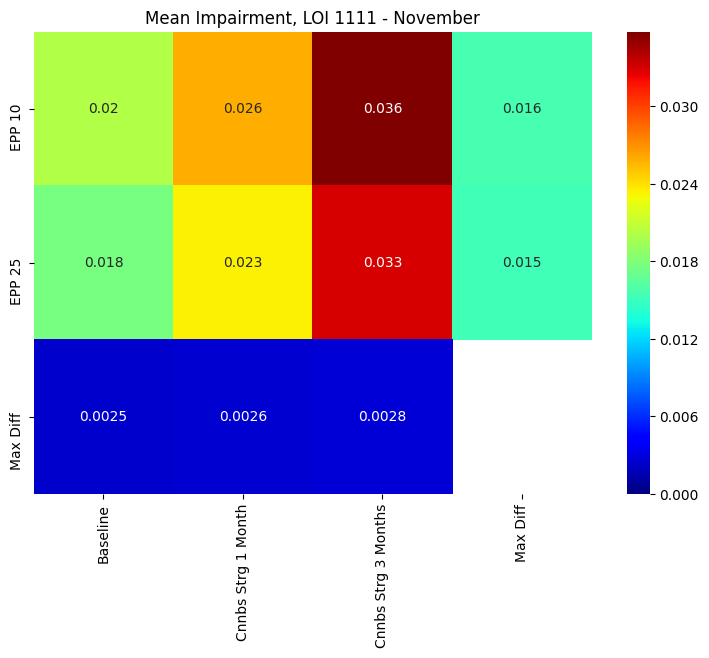 Mean Impairment, LOI 1111 - November
EPP 10
0.02
0.026
0.036
0.016
EPP 25
0.018
0.023
0.033
0.015
Max Diff
0.0025
0.0026
0.0028
Baseline
Cnnbs Strg 1 Month
Cnnbs Strg 3 Months
Max Diff
0.030
0.024
0.018
0.012
0.006
0.000